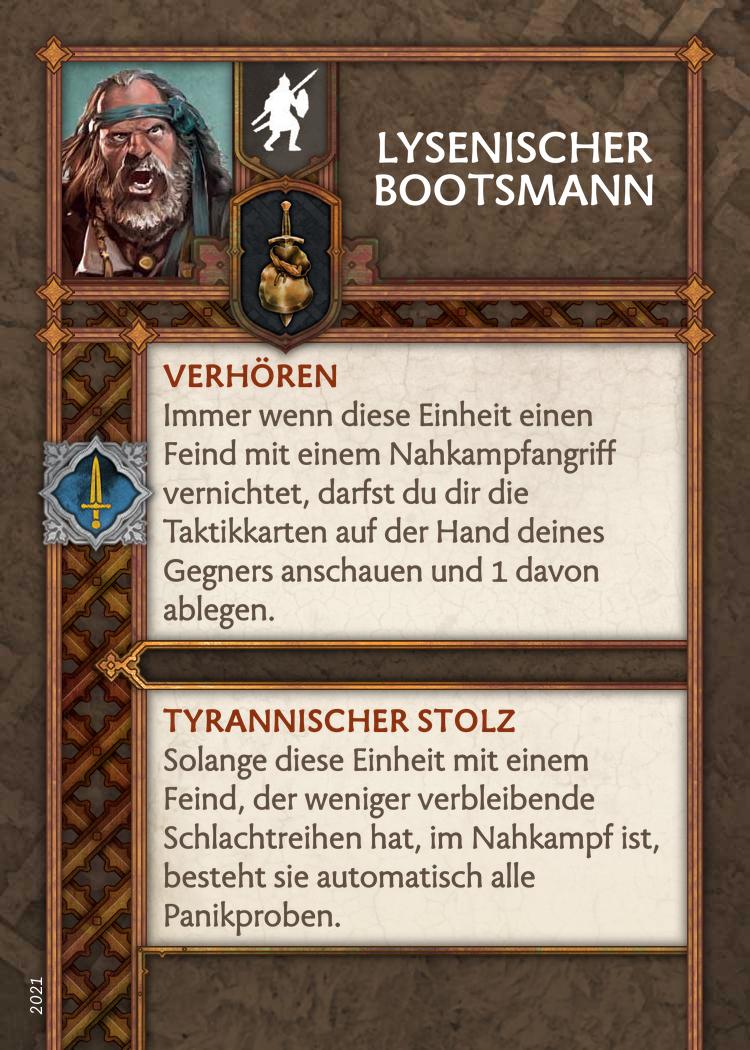 LYSENISCHER
BOOTSMANN
VERHÖREN
Immer wenn diese Einheit einen
Feind mit einem Nahkampfangriff
vernichtet, darfst du dir die
Taktikkarten auf der Hand deines
Gegners anschauen und 1 davon
ablegen.
TYRANNISCHER STOLZ
Solange diese Einheit mit einem
Feind, der weniger verbleibende
Schlachtreihen hat, im Nahkampf ist,
besteht sie automatisch alle
Panikproben.
2021